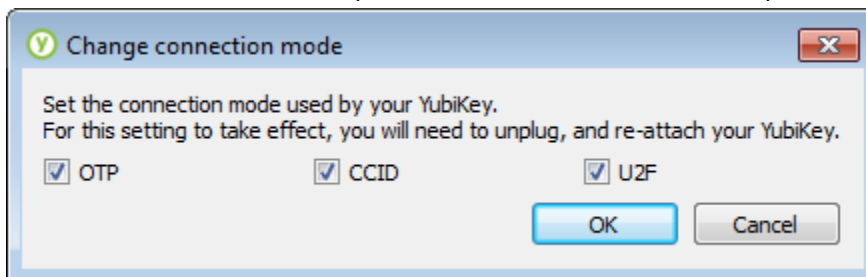 y Change connection mode
Set the connection mode used by your YubiKey.
For this setting to take effect, you will need to unplug, and re-attach your YubiKey.
OTP CCID U2F
OK Cancel